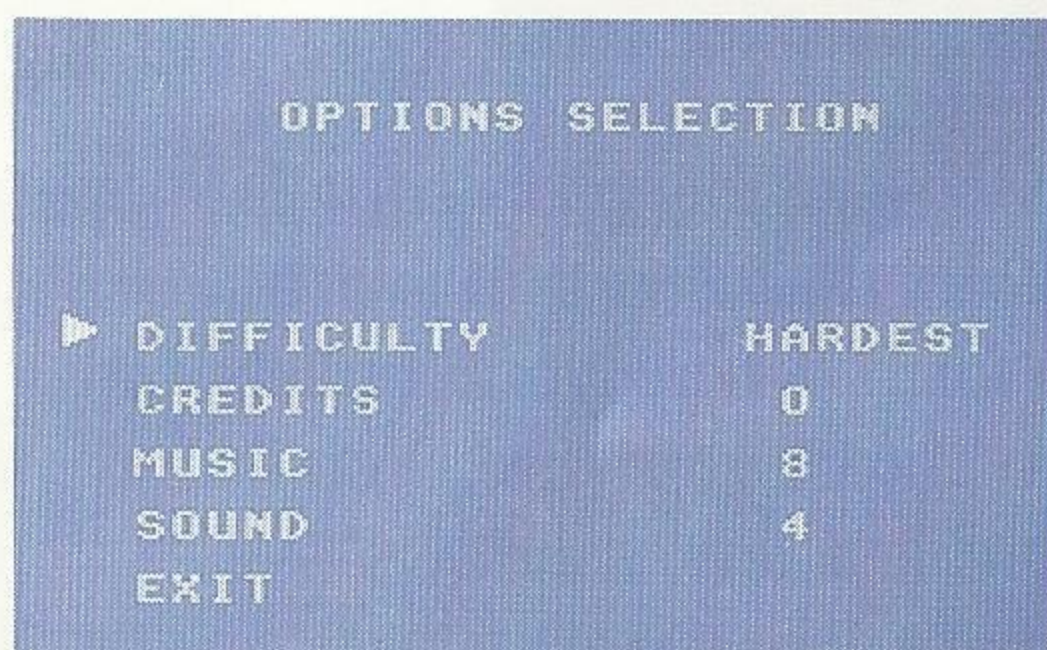 OPTIONS SELECTION
DIFFICULTY HARDEST
CREDITS 0
MUSIC 8
SOUND 4
EXIT